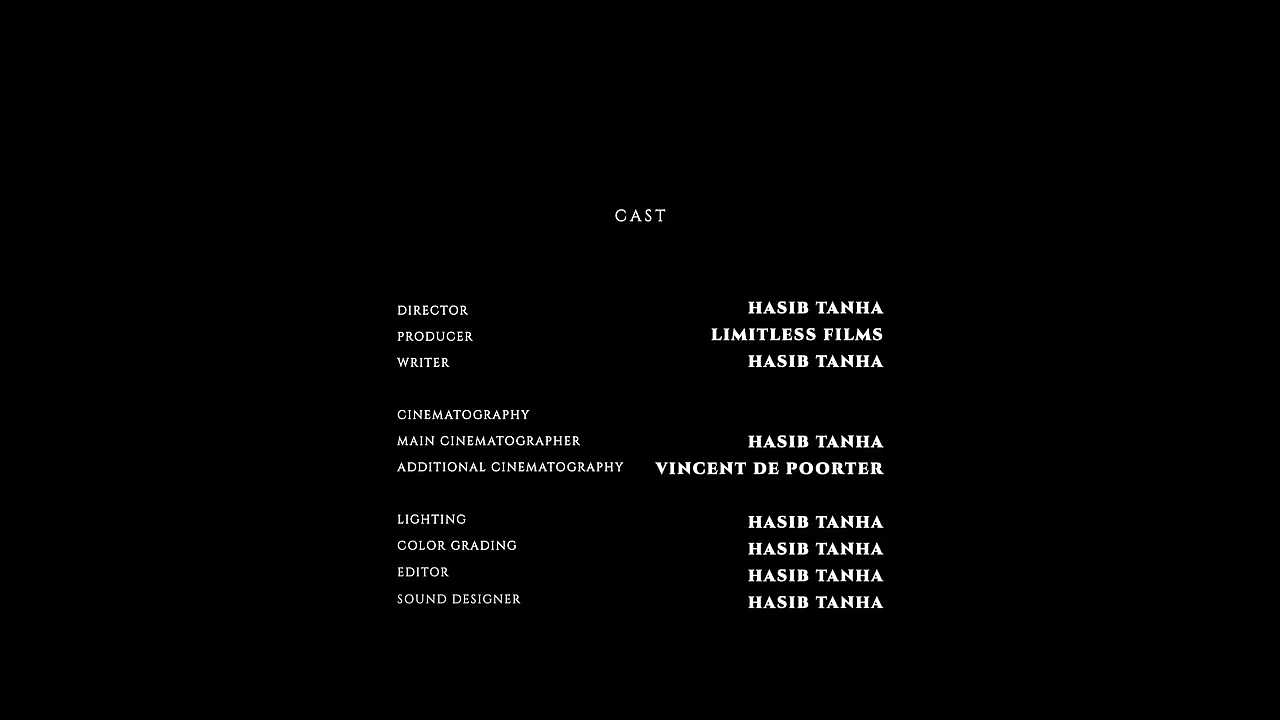 CAST
DIRECTOR HASIB TANHA
PRODUCER LIMITLESS FILMS
WRITER HASIB TANHA
CINEMATOGRAPHY
MAIN CINEMATOGRAPHER HASIB TANHA
ADDITIONAL CINEMATOGRAPHY VINCENT DE POORTER
LIGHTING HASIB TANHA
COLOR GRADING HASIB TANHA
EDITOR HASIB TANHA
SOUND DESIGNER HASIB TANHA